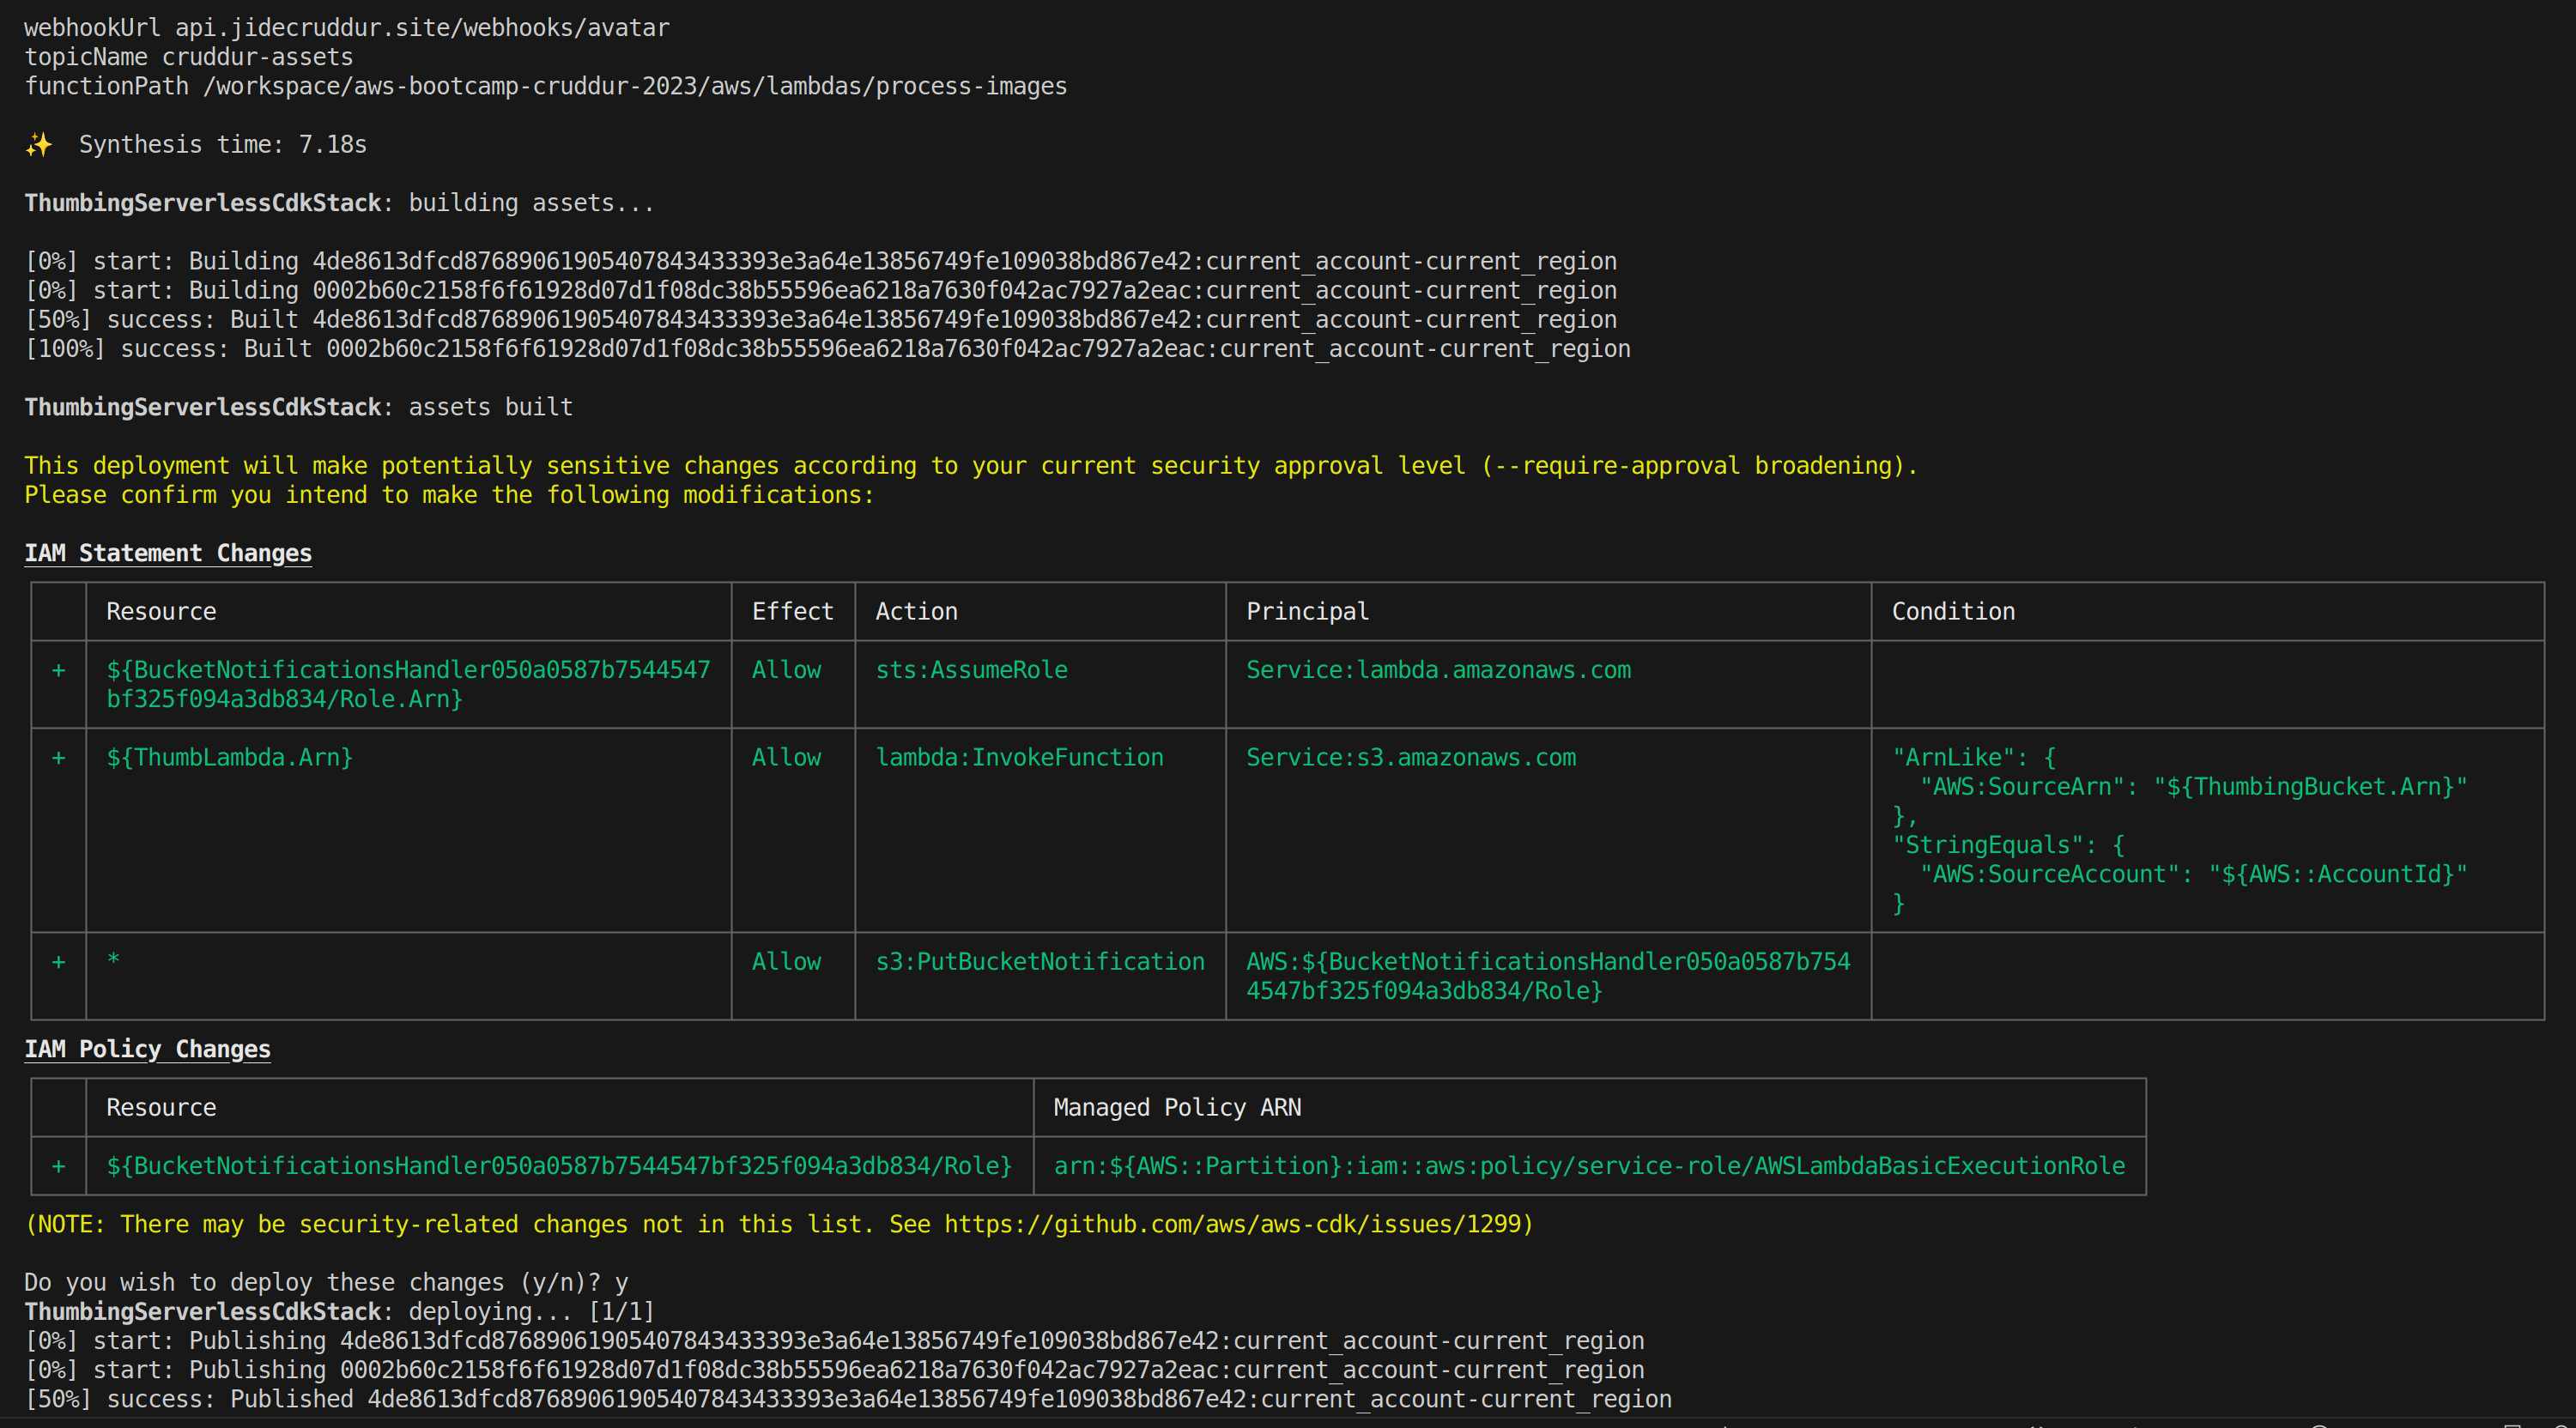 webhookUrl api.jidecruddur.site/webhooks/avatar
topicName cruddur-assets
functionPath /workspace/aws-bootcamp-cruddur-2023/aws/lambdas/process-images
✨  Synthesis time: 7.18s
ThumbingServerlessCdkStack: building assets...
[0%] start: Building 4de8613dfcd876890619054078434333​93e3a64e13856749fe109038bd867e42:current_account-current_region
[0%] start: Building 0002b60c2158f6f61928d07d1f08dc38b55596ea6218a7630f042ac7927a2eac:current_account-current_region
[50%] success: Built 4de8613dfcd87689061905407843433393e3a64e13856749fe109038bd867e42:current_account-current_region
[100%] success: Built 0002b60c2158f6f61928d07d1f08dc38b55596ea6218a7630f042ac7927a2eac:current_account-current_region
ThumbingServerlessCdkStack: assets built
This deployment will make potentially sensitive changes according to your current security approval level (--require-approval broadening).
Please confirm you intend to make the following modifications:
IAM Statement Changes
Resource Effect Action Principal Condition
+ ${BucketNotificationsHandler050a0587b7544547 Allow sts:AssumeRole Service:lambda.amazonaws.com
bf325f094a3db834/Role.Arn}
+ ${ThumbLambda.Arn} Allow lambda:InvokeFunction Service:s3.amazonaws.com "ArnLike": {
"AWS:SourceArn": "${ThumbingBucket.Arn}"
},
"StringEquals": {
"AWS:SourceAccount": "${AWS::AccountId}"
}
+ * Allow s3:PutBucketNotification AWS:${BucketNotificationsHandler050a0587b754
4547bf325f094a3db834/Role}
IAM Policy Changes
Resource Managed Policy ARN
+ ${BucketNotificationsHandler050a0587b7544547bf325f094a3db834/Role} arn:${AWS::Partition}:iam::aws:policy/service-role/AWSLambdaBasicExecutionRole
(NOTE: There may be security-related changes not in this list. See https://github.com/aws/aws-cdk/issues/1299)
Do you wish to deploy these changes (y/n)? y
ThumbingServerlessCdkStack: deploying... [1/1]
[0%] start: Publishing 4de8613dfcd87689061905407843433393e3a64e13856749fe109038bd867e42:current_account-current_region
[0%] start: Publishing 0002b60c2158f6f61928d07d1f08dc38b55596ea6218a7630f042ac7927a2eac:current_account-current_region
[50%] success: Published 4de8613dfcd87689061905407843433393e3a64e13856749fe109038bd867e42:current_account-current_region